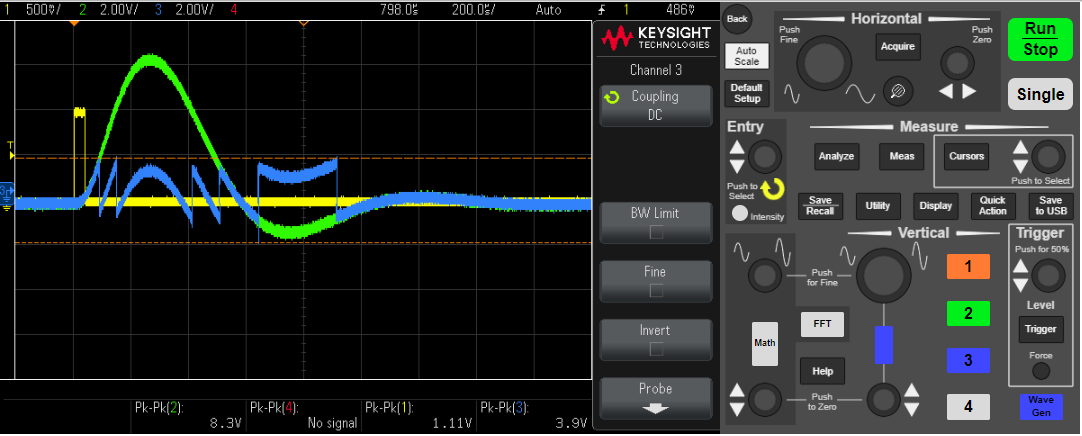 1 500V/ 2 2.00V/ 3 2.00V/ 4 798.0s 200.0s/ Auto 1 486V
KEYSIGHT
TECHNOLOGIES
Channel 3
Coupling
DC
BW Limit
Fine
Invert
Probe
T
3
Pk-Pk(2):
8.3V
Pk-Pk(4):
No signal
Pk-Pk(1):
1.11V
Pk-Pk(3):
3.9V
Back
Auto
Scale
Default
Setup
Horizontal
Push
Fine
Acquire
Push
Zero
Run
Stop
Single
Entry
Push to
Select
Intensity
Measure
Analyze
Meas
Cursors
Push to Select
Save
Recall
Utility
Display
Quick
Action
Save
to USB
Vertical
Push
for Fine
FFT
Math
Help
Push
to Zero
1
2
3
4
Trigger
Push for 50%
Level
Trigger
Force
Wave
Gen